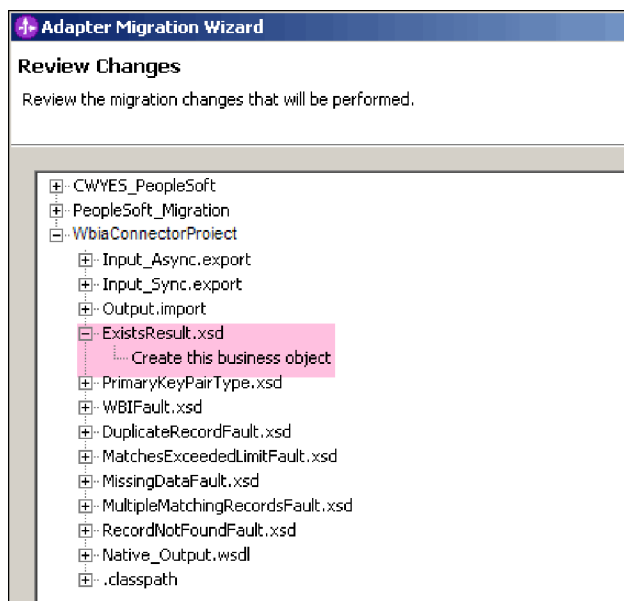 Adapter Migration Wizard
Review Changes
Review the migration changes that will be performed.
CWYES_PeopleSoft
PeopleSoft_Migration
WbiaConnectorProject
Input_Async.export
Input_Sync.export
Output.import
ExistsResult.xsd
Create this business object
PrimaryKeyPairType.xsd
WBIFault.xsd
DuplicateRecordFault.xsd
MatchesExceededLimitFault.xsd
MissingDataFault.xsd
MultipleMatchingRecordsFault.xsd
RecordNotFoundFault.xsd
Native_Output.wsdl
.classpath